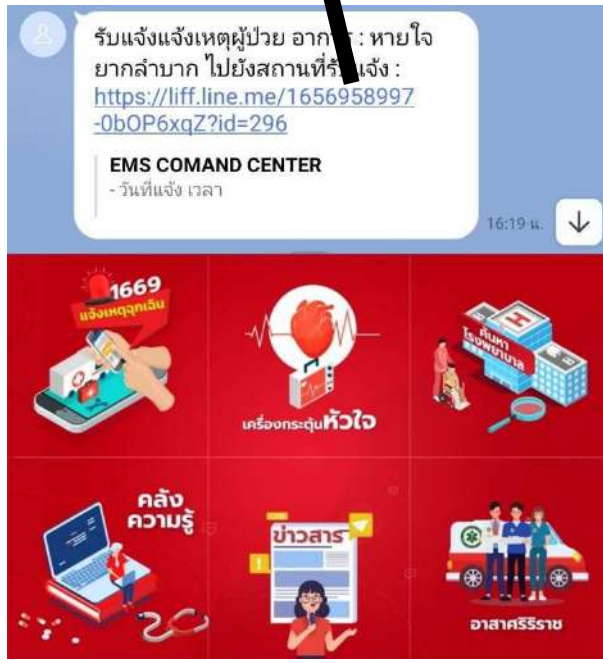 รับแจ้งแจ้งเหตุผู้ป่วย อาการ : หายใจ
ยากลำบาก ไปยังสถานที่รับแจ้ง :
https://liff.line.me/1656958997
-0bOP6xqZ?id=296
EMS COMAND CENTER
- วันที่แจ้ง เวลา
16:19 น.
1669
แจ้งเหตุฉุกเฉิน
เครื่องกระตุ้นหัวใจ
ค้นหา
โรงพยาบาล
คลัง
ความรู้
ข่าวสาร
อาสาศิริราช